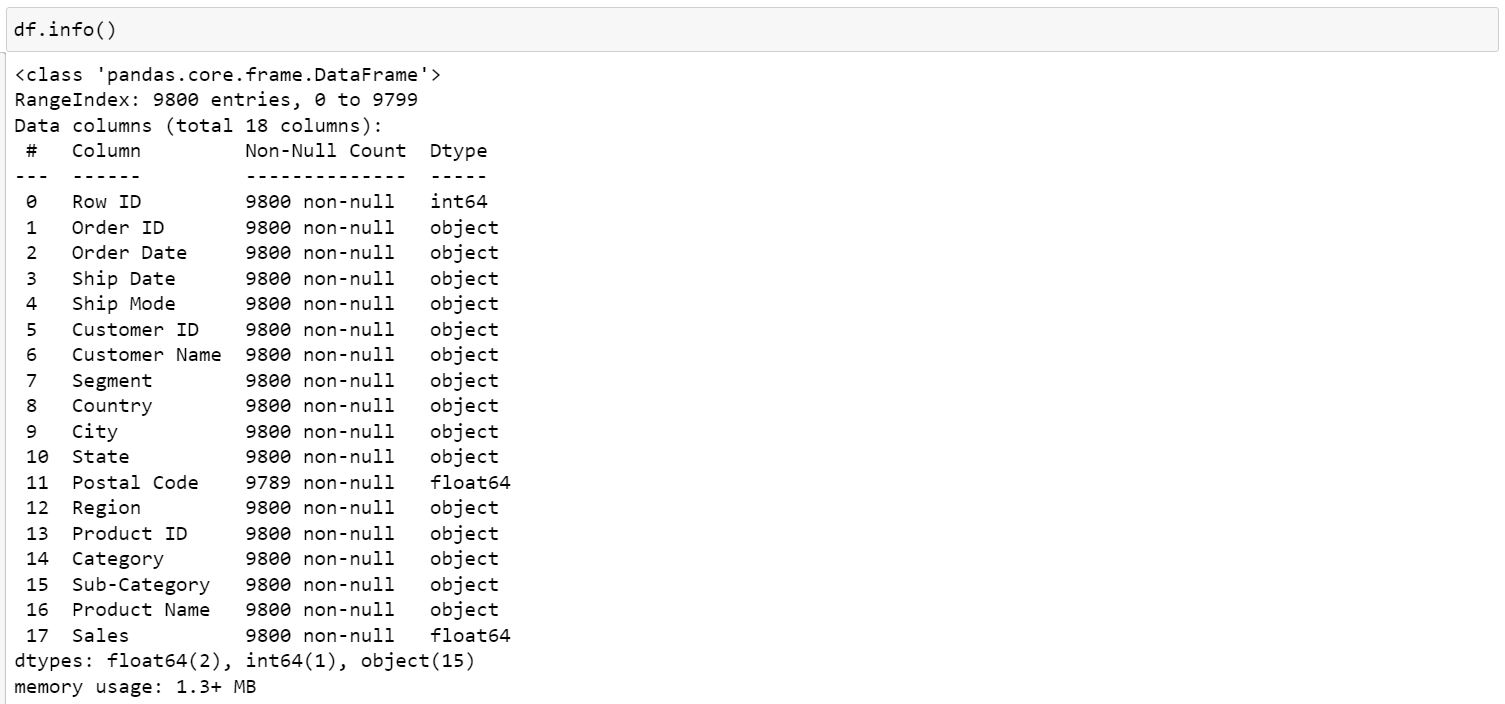 df.info()
<class 'pandas.core.frame.DataFrame'>
RangeIndex: 9800 entries, 0 to 9799
Data columns (total 18 columns):
 #   Column         Non-Null Count  Dtype
---  ------         --------------  -----
 0   Row ID         9800 non-null   int64
 1   Order ID       9800 non-null   object
 2   Order Date     9800 non-null   object
 3   Ship Date      9800 non-null   object
 4   Ship Mode      9800 non-null   object
 5   Customer ID    9800 non-null   object
 6   Customer Name  9800 non-null   object
 7   Segment        9800 non-null   object
 8   Country        9800 non-null   object
 9   City           9800 non-null   object
 10  State          9800 non-null   object
 11  Postal Code    9789 non-null   float64
 12  Region         9800 non-null   object
 13  Product ID     9800 non-null   object
 14  Category       9800 non-null   object
 15  Sub-Category   9800 non-null   object
 16  Product Name   9800 non-null   object
 17  Sales          9800 non-null   float64
dtypes: float64(2), int64(1), object(15)
memory usage: 1.3+ MB